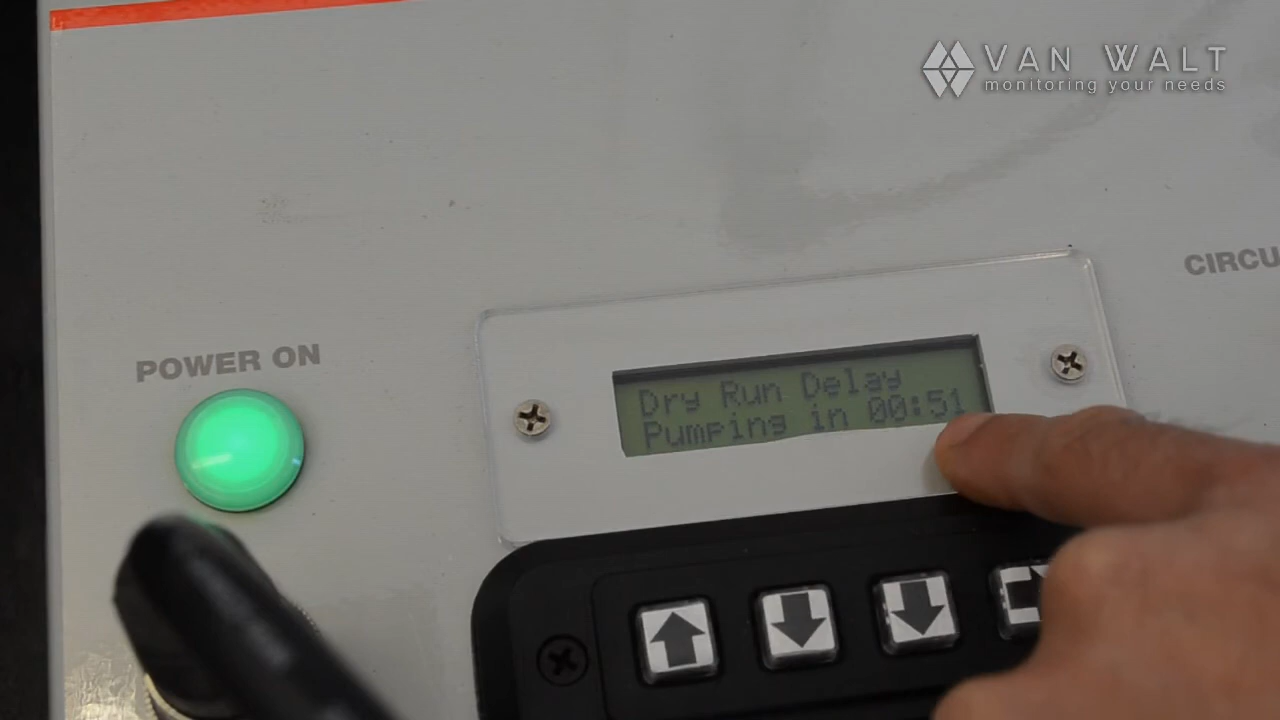 VAN WALT
monitoring your needs
CIRCU
POWER ON
Dry Run Delay
Pumping in 00:51